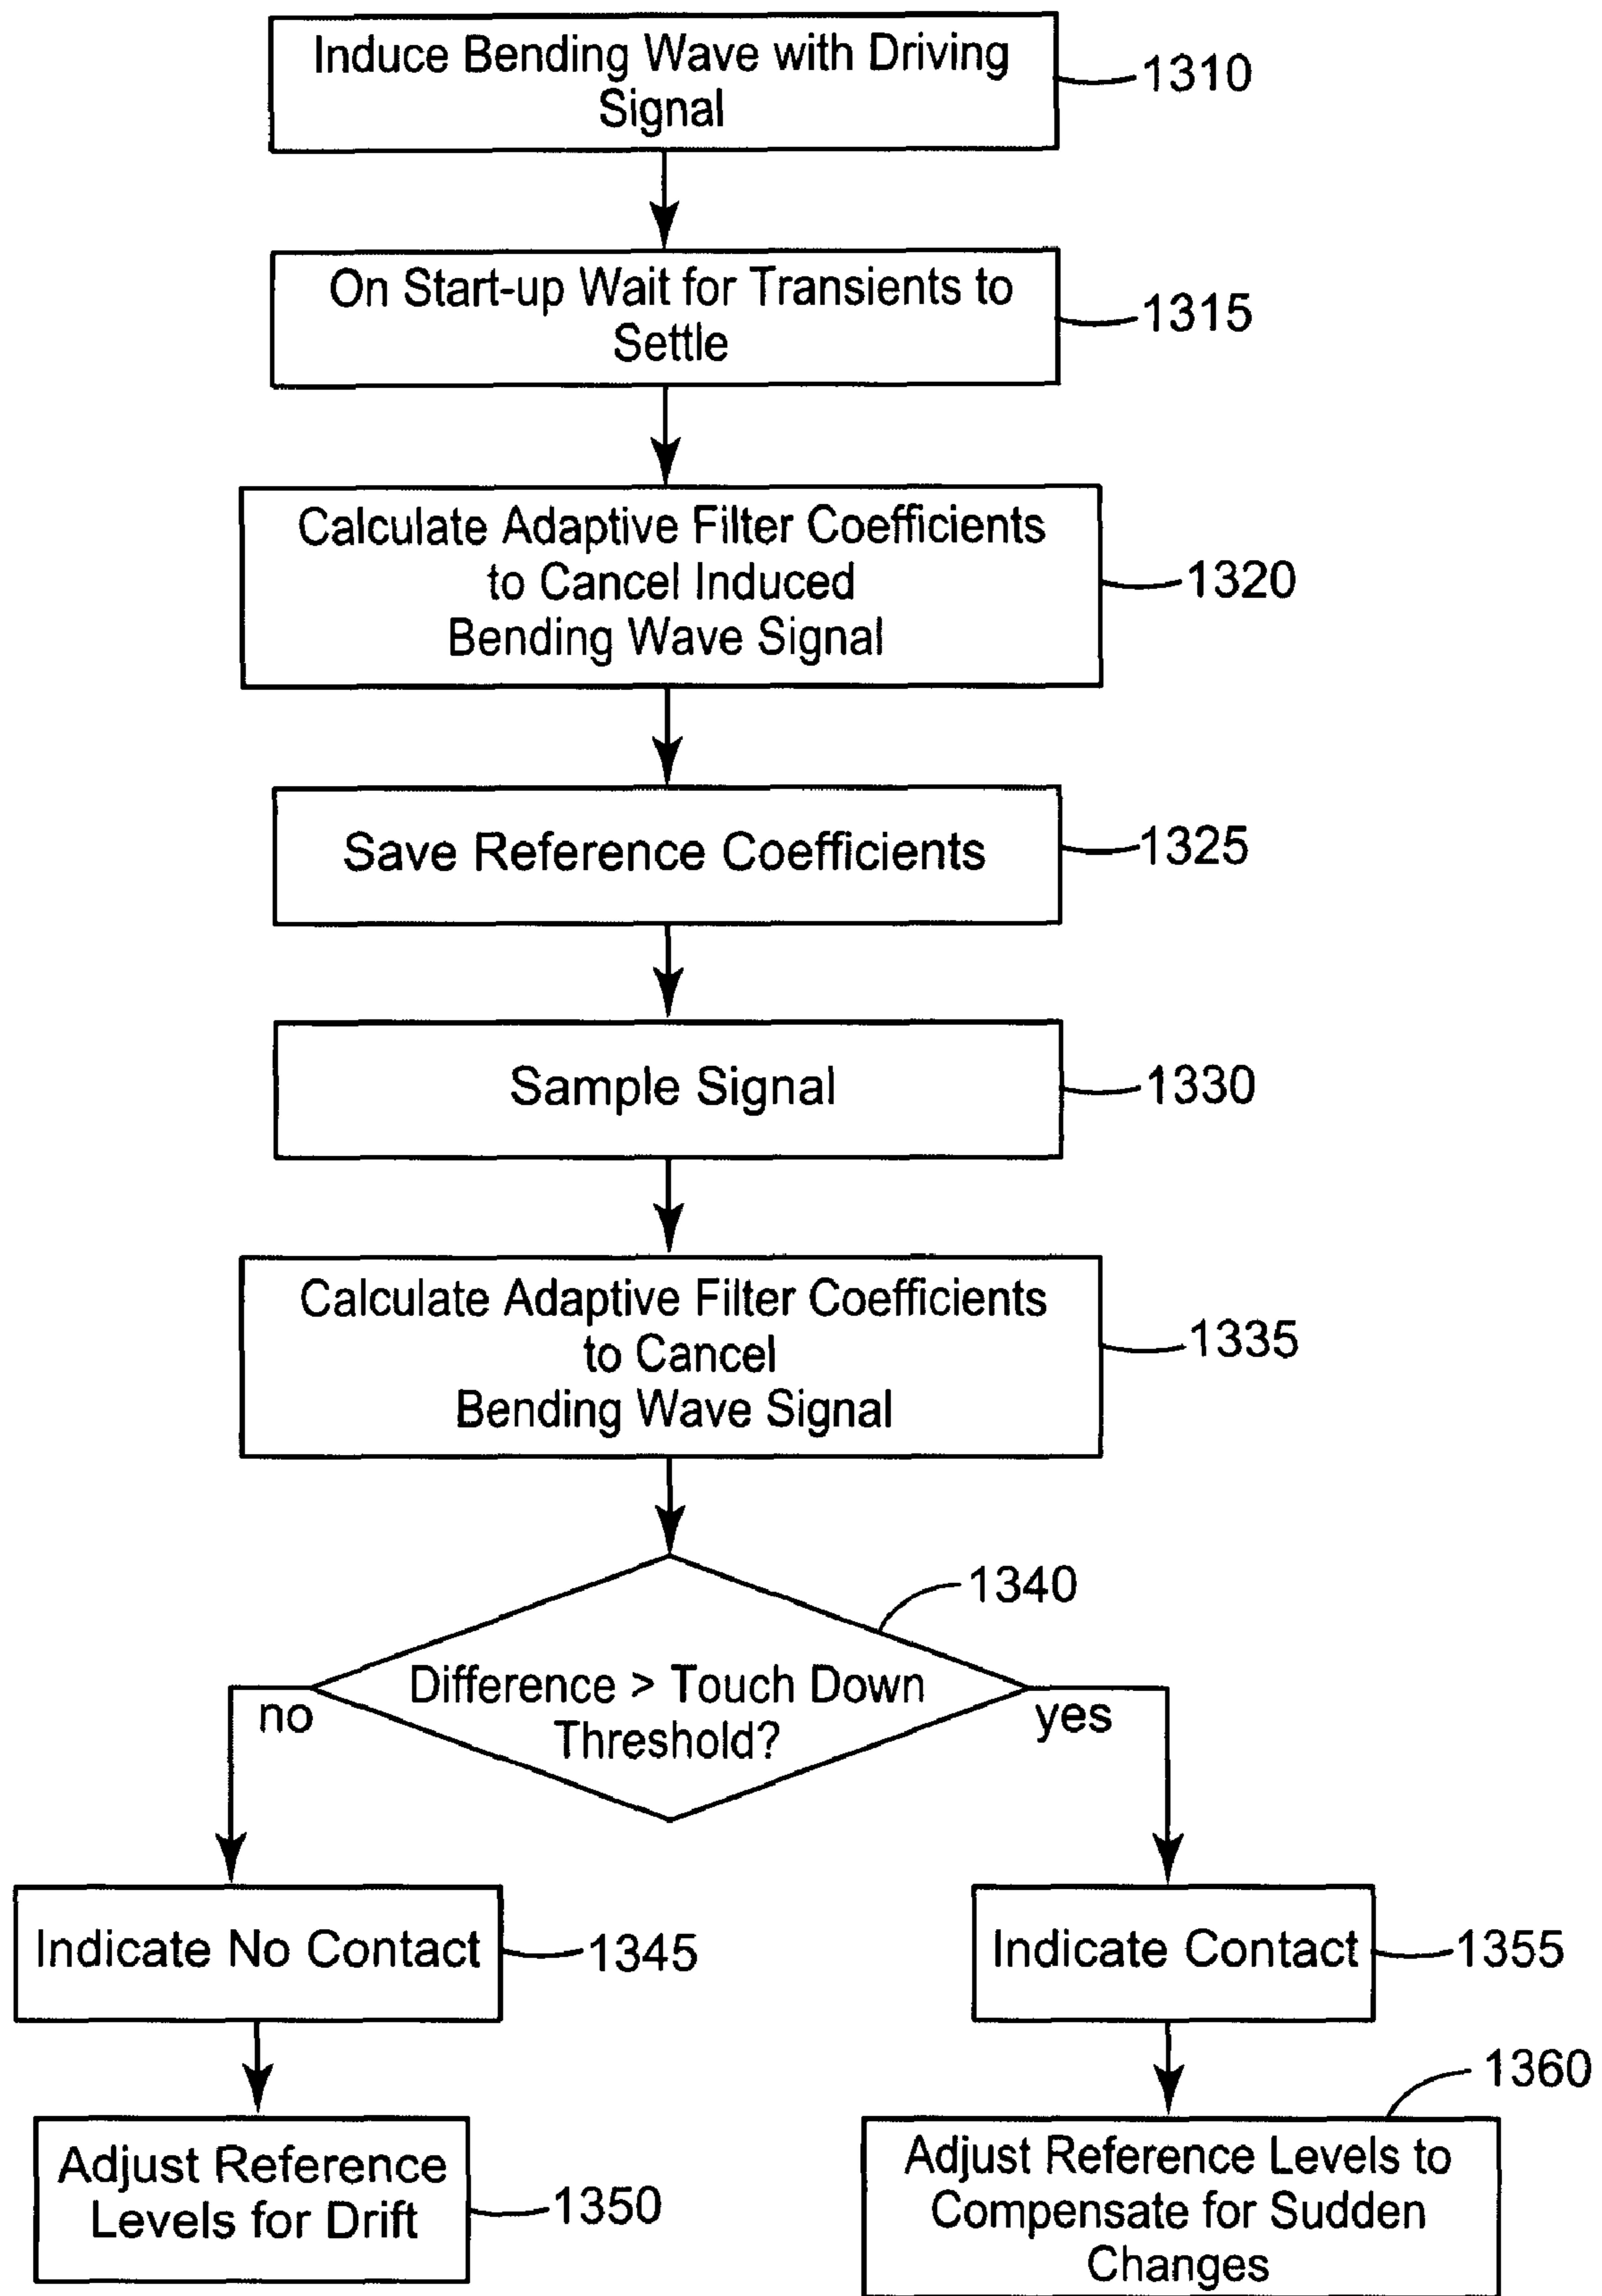 Induce Bending Wave with Driving
Signal
1310
On Start-up Wait for Transients to
Settle
1315
Calculate Adaptive Filter Coefficients
to Cancel Induced
Bending Wave Signal
1320
Save Reference Coefficients
1325
Sample Signal
1330
Calculate Adaptive Filter Coefficients
to Cancel
Bending Wave Signal
1335
1340
Difference > Touch Down
Threshold?
no
yes
Indicate No Contact
1345
Indicate Contact
1355
Adjust Reference
Levels for Drift
1350
1360
Adjust Reference Levels to
Compensate for Sudden
Changes